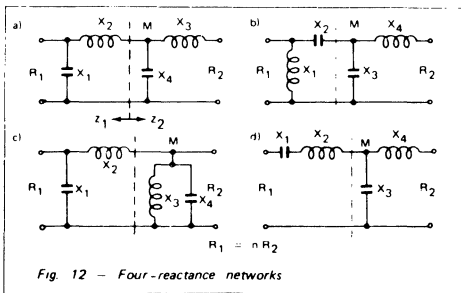 a)
X₂
M
X₃
R₁
X₁
X₄
R₂
z₁
z₂
b)
X₂
M
X₄
R₁
X₁
X₃
R₂
c)
M
R₁
X₁
X₂
X₃
X₄
R₂
d)
X₁
X₂
M
X₄
R₁
X₃
R₂
R₁ = n R₂
Fig. 12 – Four-reactance networks